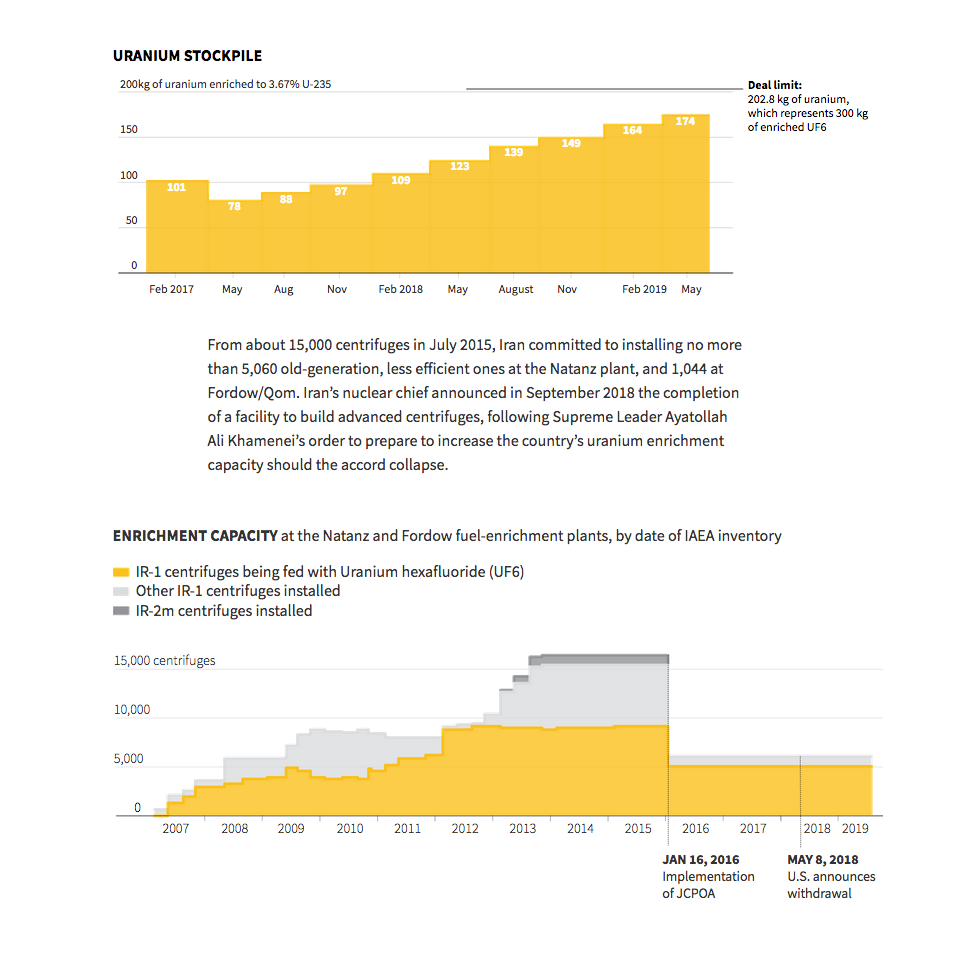 URANIUM STOCKPILE
200kg of uranium enriched to 3.67% U-235
Deal limit:
202.8 kg of uranium,
which represents 300 kg
of enriched UF6
150
100
50
0
101
78
88
97
109
123
139
149
164
174
Feb 2017 May Aug Nov Feb 2018 May August Nov Feb 2019 May
From about 15,000 centrifuges in July 2015, Iran committed to installing no more
than 5,060 old-generation, less efficient ones at the Natanz plant, and 1,044 at
Fordow/Qom. Iran’s nuclear chief announced in September 2018 the completion
of a facility to build advanced centrifuges, following Supreme Leader Ayatollah
Ali Khamenei’s order to prepare to increase the country’s uranium enrichment
capacity should the accord collapse.
ENRICHMENT CAPACITY at the Natanz and Fordow fuel-enrichment plants, by date of IAEA inventory
IR-1 centrifuges being fed with Uranium hexafluoride (UF6)
Other IR-1 centrifuges installed
IR-2m centrifuges installed
15,000 centrifuges
10,000
5,000
0
2007 2008 2009 2010 2011 2012 2013 2014 2015 2016 2017 2018 2019
JAN 16, 2016
Implementation
of JCPOA
MAY 8, 2018
U.S. announces
withdrawal